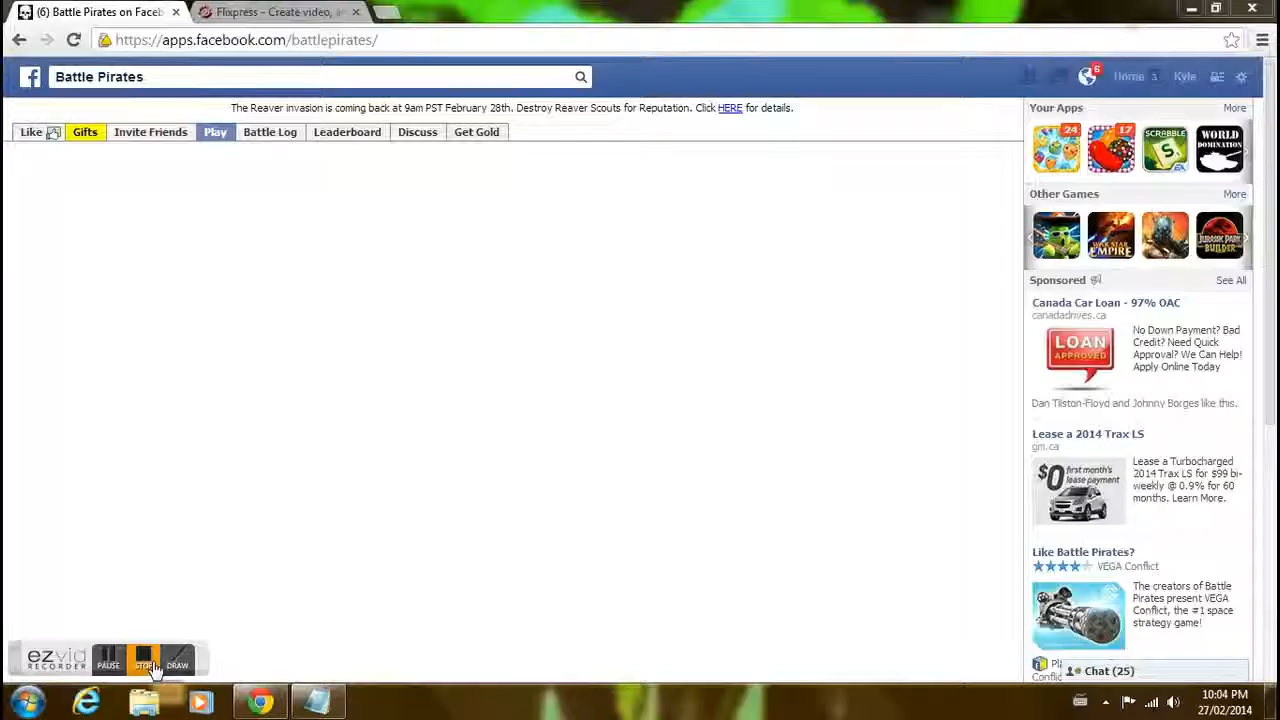 (6) Battle Pirates on Faceb
Flixpress - Create video, an
https://apps.facebook.com/battlepirates/
Battle Pirates
6
Home 3
Kyle
The Reaver invasion is coming back at 9am PST February 28th. Destroy Reaver Scouts for Reputation. Click HERE for details.
Like
Gifts
Invite Friends
Play
Battle Log
Leaderboard
Discuss
Get Gold
Your Apps
More
24
17
SCRABBLE
S
EA
WORLD
DOMINATION
Other Games
More
WAR STAR
EMPIRE
JURASSIC PARK
BUILDER
Sponsored
See All
Canada Car Loan - 97% OAC
canadadrives.ca
LOAN
APPROVED
No Down Payment? Bad
Credit? Need Quick
Approval? We Can Help!
Apply Online Today
Dan Tilston-Floyd and Johnny Borges like this.
Lease a 2014 Trax LS
gm.ca
$0 first month's
lease payment
Lease a Turbocharged
2014 Trax LS for $99 bi-
weekly @ 0.9% for 60
months. Learn More.
Like Battle Pirates?
VEGA Conflict
The creators of Battle
Pirates present VEGA
Conflict, the #1 space
strategy game!
Chat (25)
ezvid
RECORDER
PAUSE
STOP
DRAW
10:04 PM
27/02/2014